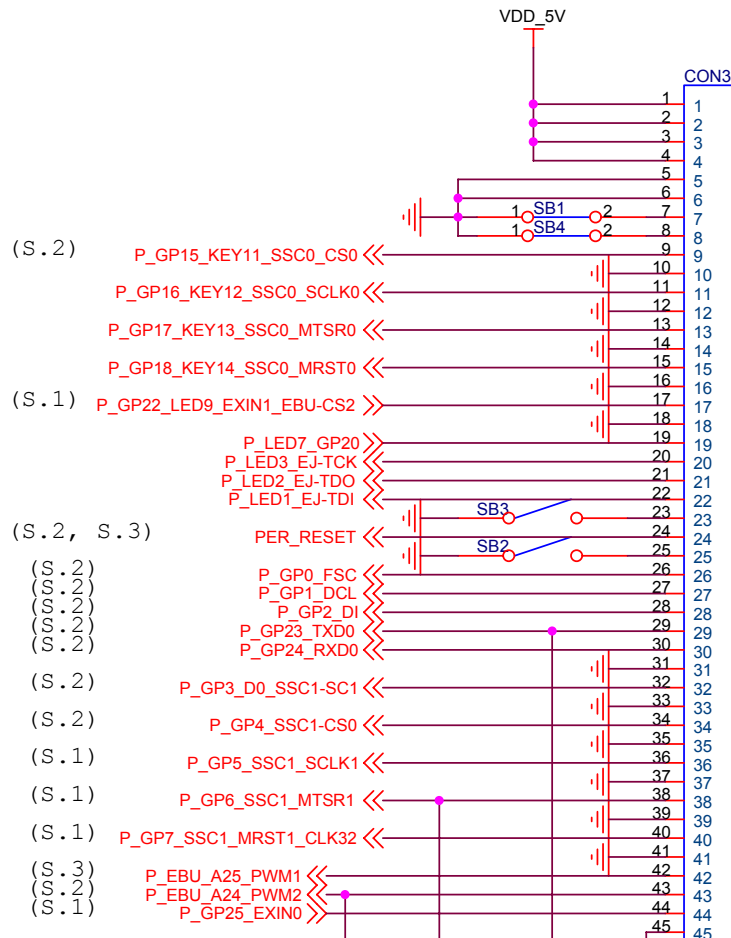 VDD_5V
CON3
1 1
2 2
3 3
4 4
5 5
6 6
1 SB1 2 7 7
1 SB4 2 8 8
(S.2) P_GP15_KEY11_SSC0_CS0 9 9
10 10
P_GP16_KEY12_SSC0_SCLK0 11 11
12 12
P_GP17_KEY13_SSC0_MTSR0 13 13
14 14
P_GP18_KEY14_SSC0_MRST0 15 15
16 16
(S.1) P_GP22_LED9_EXIN1_EBU-CS2 17 17
18 18
P_LED7_GP20 19 19
P_LED3_EJ-TCK 20 20
P_LED2_EJ-TDO 21 21
P_LED1_EJ-TDI 22 22
SB3 23 23
(S.2, S.3) PER_RESET 24 24
SB2 25 25
(S.2) P_GP0_FSC 26 26
(S.2) P_GP1_DCL 27 27
(S.2) P_GP2_DI 28 28
(S.2) P_GP23_TXD0 29 29
(S.2) P_GP24_RXD0 30 30
31 31
(S.2) P_GP3_D0_SSC1-SC1 32 32
33 33
(S.2) P_GP4_SSC1-CS0 34 34
35 35
(S.1) P_GP5_SSC1_SCLK1 36 36
37 37
(S.1) P_GP6_SSC1_MTSR1 38 38
39 39
(S.1) P_GP7_SSC1_MRST1_CLK32 40 40
41 41
(S.3) P_EBU_A25_PWM1 42 42
(S.2) P_EBU_A24_PWM2 43 43
(S.1) P_GP25_EXIN0 44 44
45 45